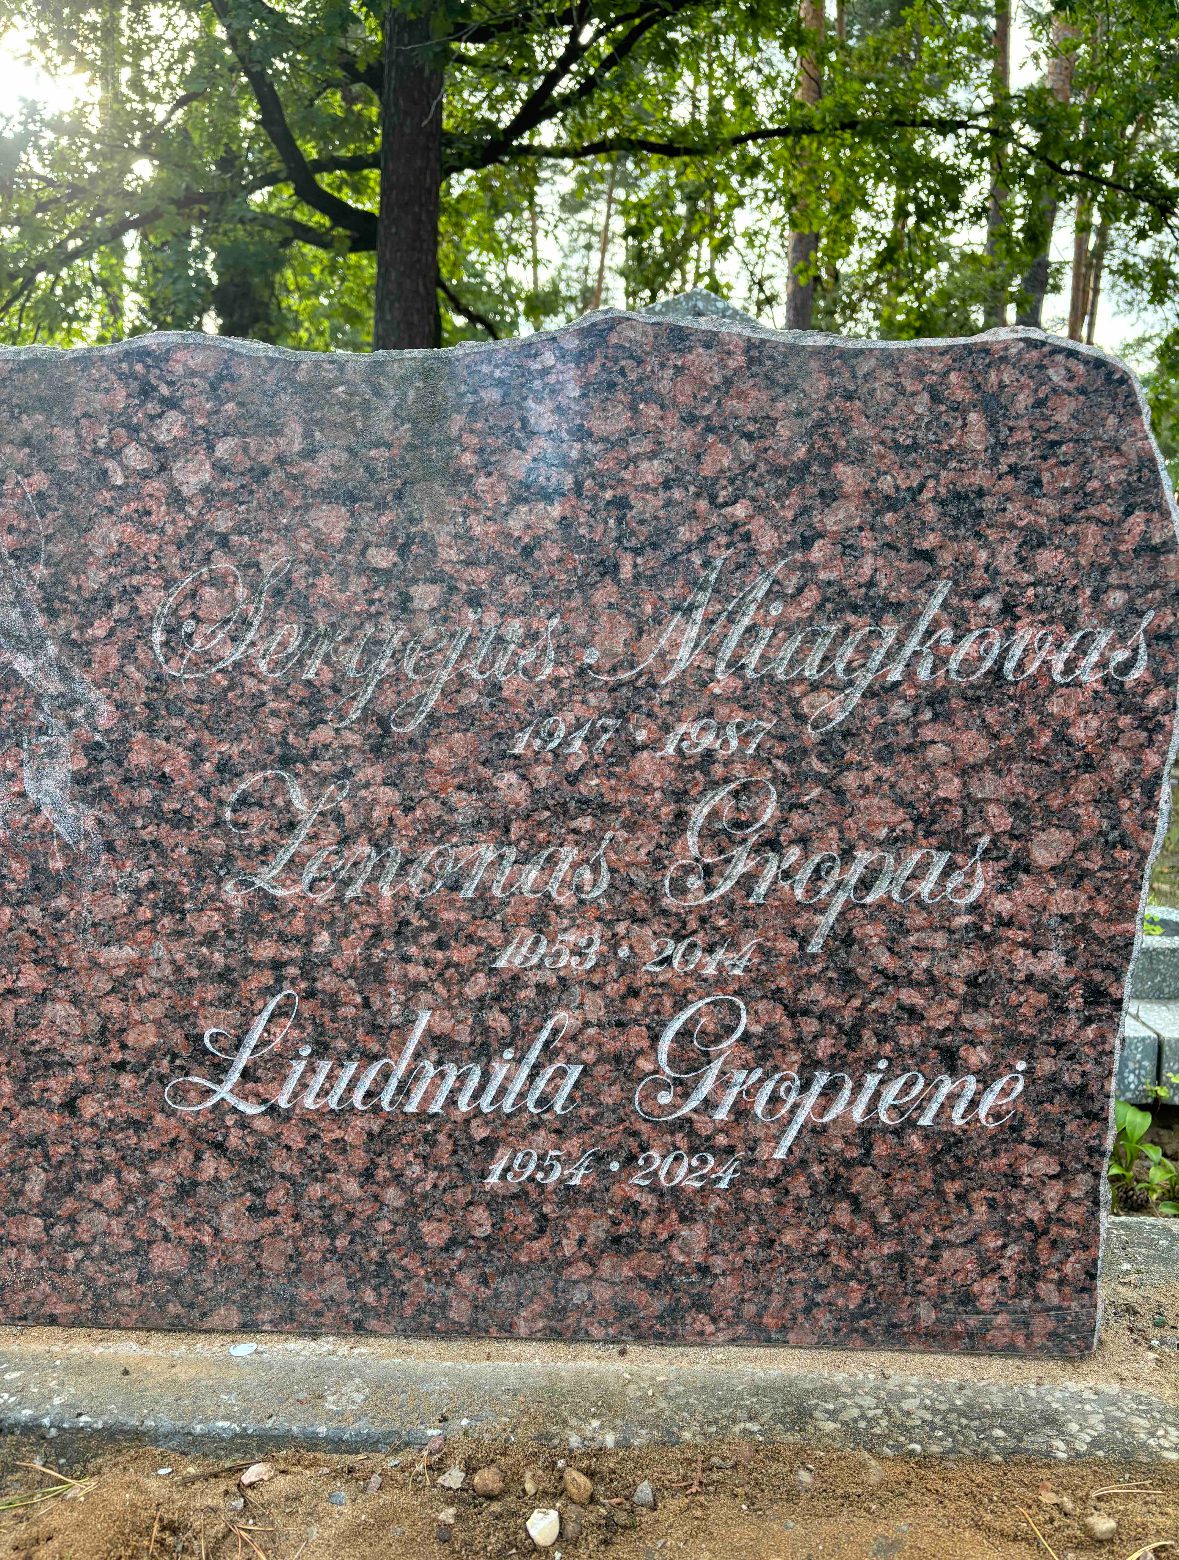 Sergejus Miagkovas
1917 • 1987
Zenonas Gropas
1953 • 2014
Liudmila Gropienė
1954 • 2024